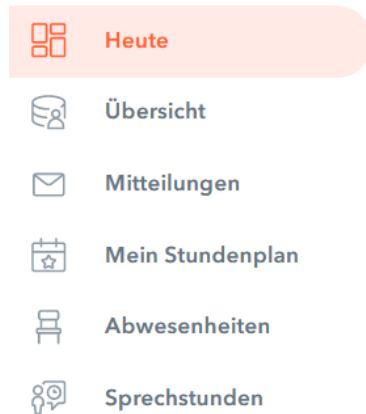 Heute
Übersicht
Mitteilungen
Mein Stundenplan
Abwesenheiten
Sprechstunden